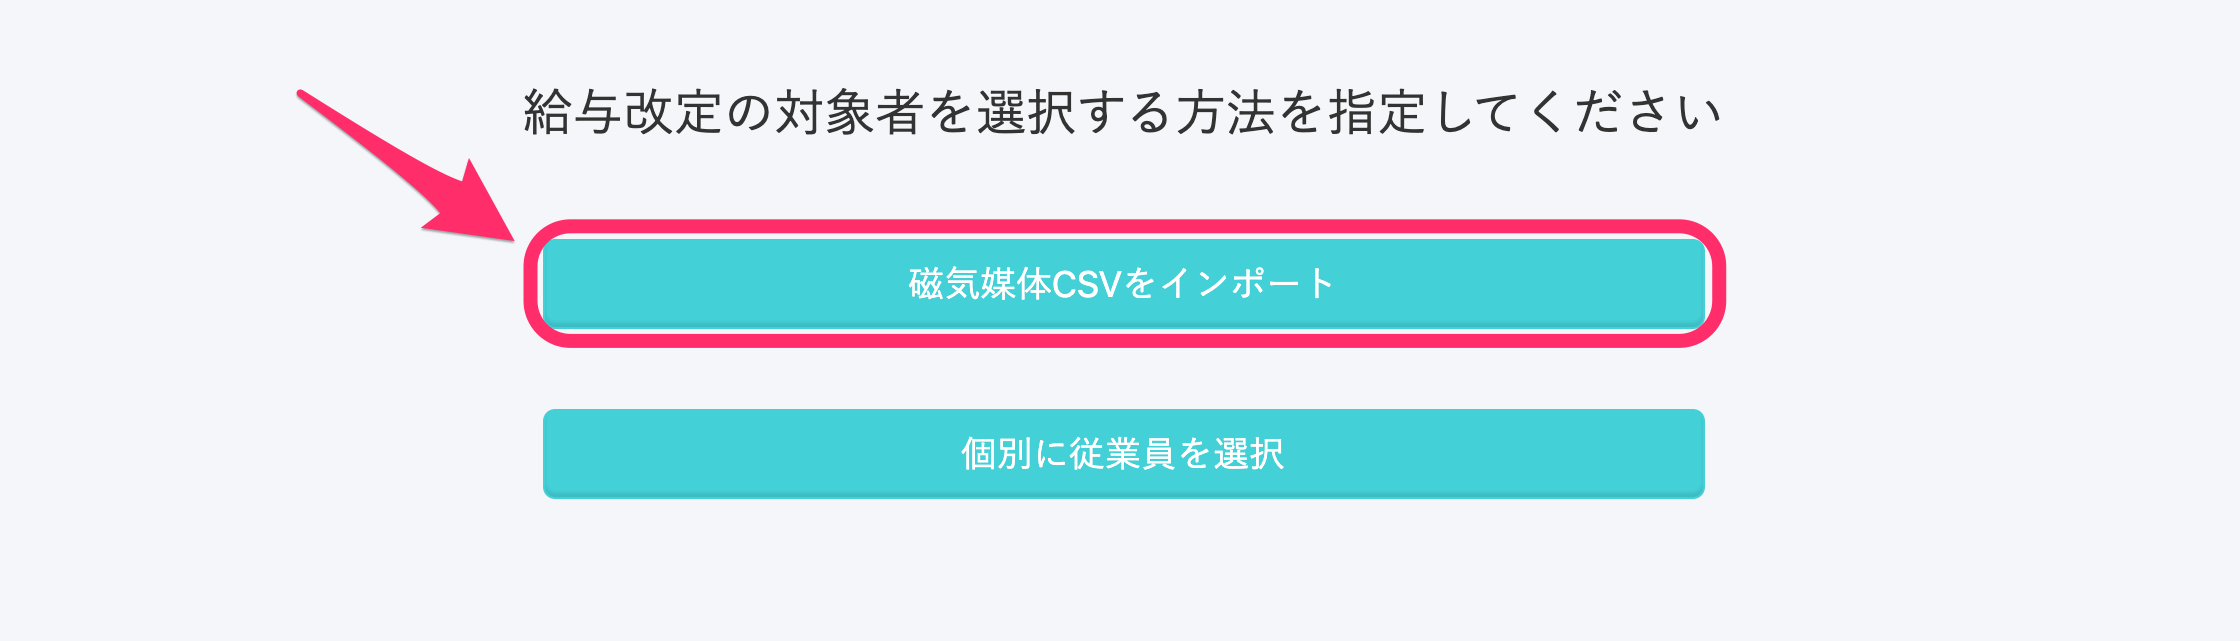 給与改定の対象者を選択する方法を指定してください
磁気媒体CSVをインポート
個別に従業員を選択